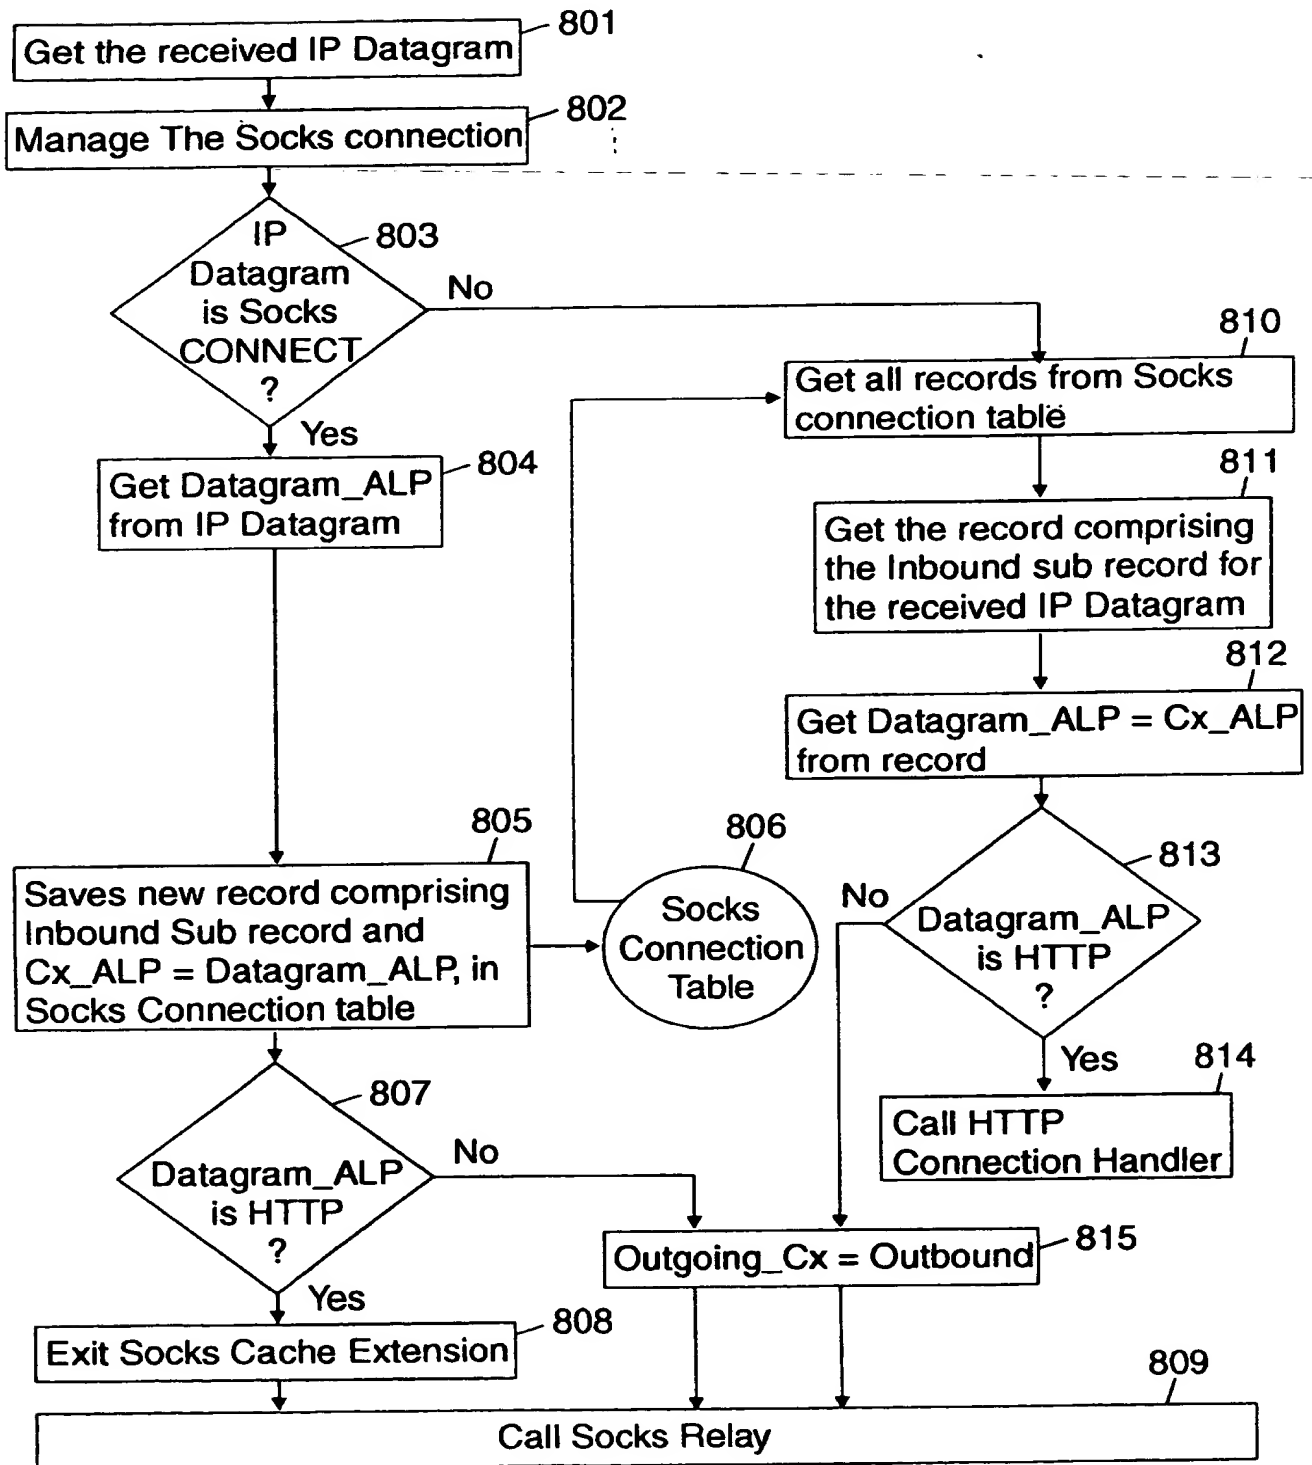 801
Get the received IP Datagram
802
Manage The Socks connection
IP
Datagram
is Socks
CONNECT
?
803
No
Yes
810
Get all records from Socks
connection table
804
Get Datagram_ALP
from IP Datagram
811
Get the record comprising
the Inbound sub record for
the received IP Datagram
812
Get Datagram_ALP = Cx_ALP
from record
805
Saves new record comprising
Inbound Sub record and
Cx_ALP = Datagram_ALP, in
Socks Connection table
806
Socks
Connection
Table
813
No
Datagram_ALP
is HTTP
?
Yes
814
Call HTTP
Connection Handler
807
No
Datagram_ALP
is HTTP
?
Yes
815
Outgoing_Cx = Outbound
808
Exit Socks Cache Extension
809
Call Socks Relay